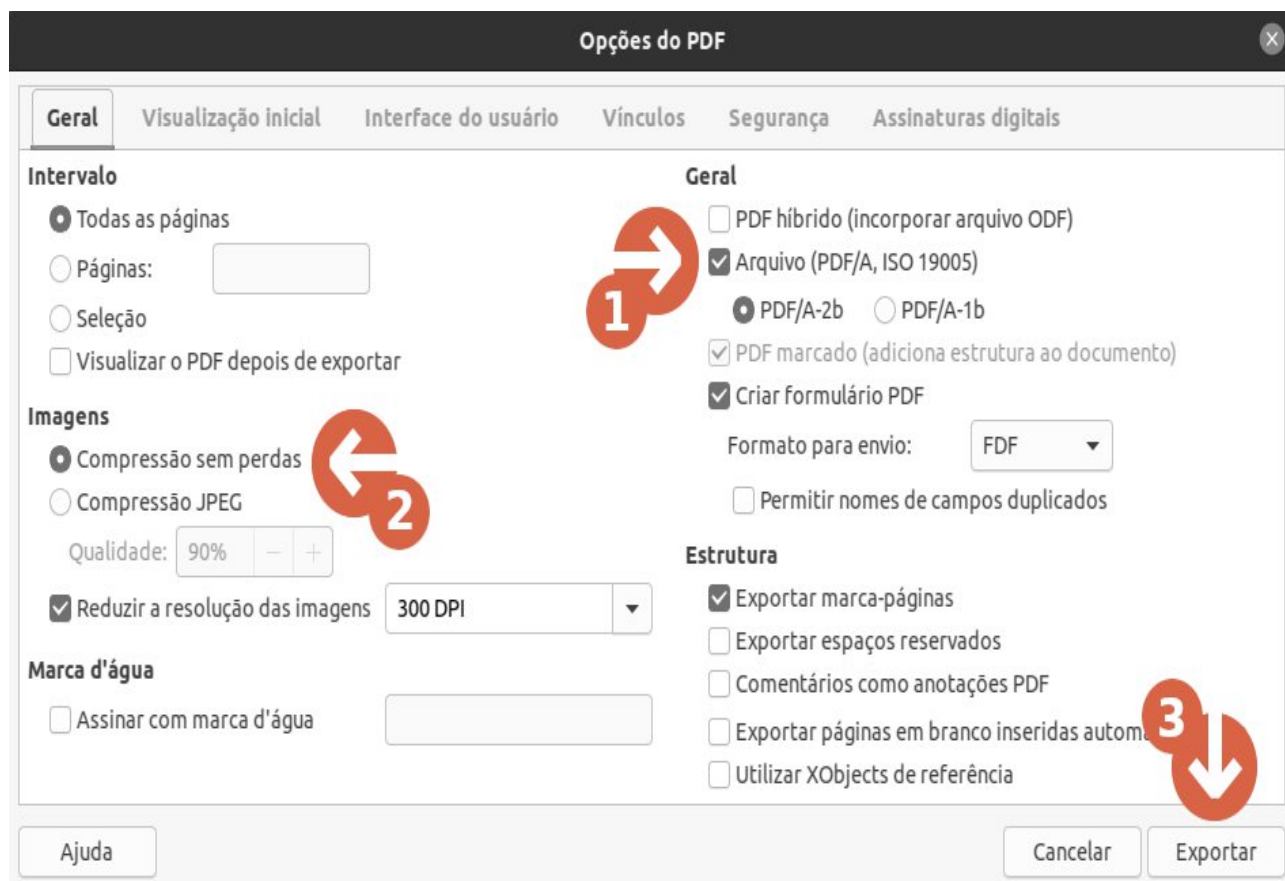 Opções do PDF
Geral Visualização inicial Interface do usuário Vínculos Segurança Assinaturas digitais
Intervalo
Todas as páginas
Páginas:
Seleção
Visualizar o PDF depois de exportar
Imagens
Compressão sem perdas
2
Compressão JPEG
Qualidade: 90%
Reduzir a resolução das imagens 300 DPI
Marca d'água
Assinar com marca d'água
Geral
PDF híbrido (incorporar arquivo ODF)
1
Arquivo (PDF/A, ISO 19005)
PDF/A-2b PDF/A-1b
PDF marcado (adiciona estrutura ao documento)
Criar formulário PDF
Formato para envio: FDF
Permitir nomes de campos duplicados
Estrutura
Exportar marca-páginas
Exportar espaços reservados
Comentários como anotações PDF
3
Exportar páginas em branco inseridas
Utilizar XObjects de referência
Ajuda Cancelar Exportar